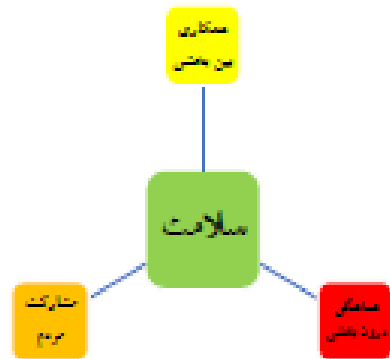 همکاری
بین بخشی
سلامت
مشارکت
مردم
هماهنگی
درون بخشی